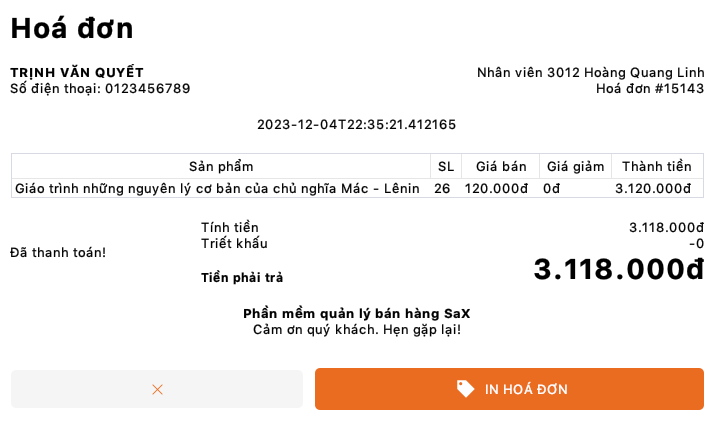 Hoá đơn
TRỊNH VĂN QUYẾT
Số điện thoại: 0123456789
Nhân viên 3012 Hoàng Quang Linh
Hoá đơn #15143
2023-12-04T22:35:21.412165
Sản phẩm SL Giá bán Giá giảm Thành tiền
Giáo trình những nguyên lý cơ bản của chủ nghĩa Mác - Lênin 26 120.000đ 0đ 3.120.000đ
Đã thanh toán!
Tính tiền 3.118.000đ
Triết khấu -0
Tiền phải trả 3.118.000đ
Phần mềm quản lý bán hàng SaX
Cảm ơn quý khách. Hẹn gặp lại!
IN HOÁ ĐƠN